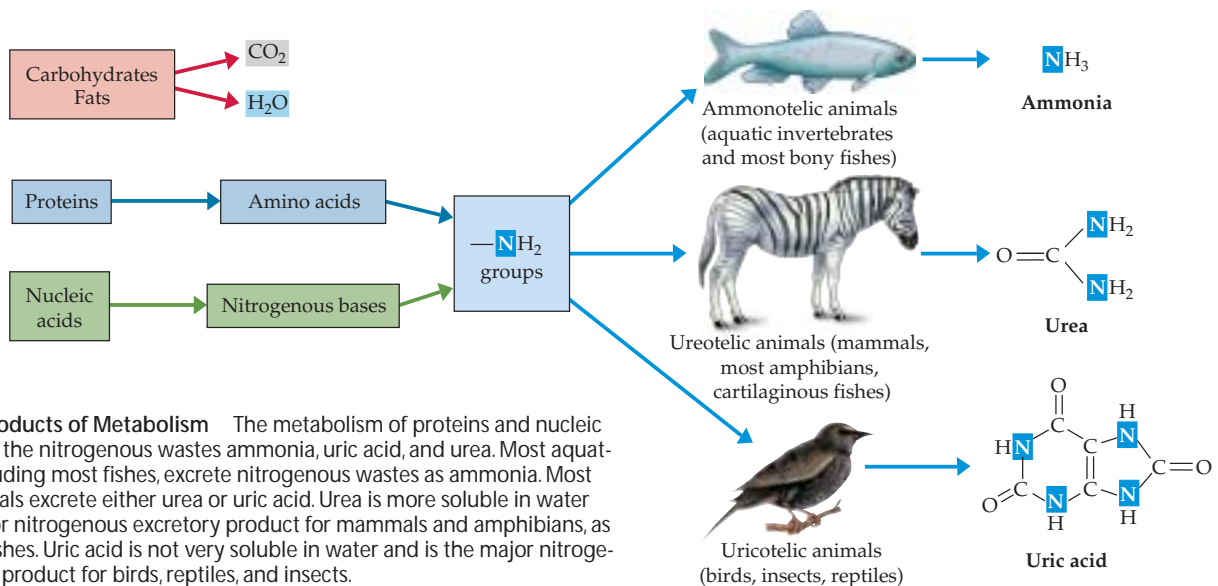 Carbohydrates
Fats
CO₂
H₂O
Proteins
Amino acids
Nucleic
acids
Nitrogenous bases
—NH₂
groups
Ammonotelic animals
(aquatic invertebrates
and most bony fishes)
NH₃
Ammonia
Ureotelic animals (mammals,
most amphibians,
cartilaginous fishes)
NH₂
O=C
NH₂
Urea
Uricotelic animals
(birds, insects, reptiles)
O
H
C
N
HN
C
C=O
C
C
O
N
N
H
H
Uric acid
oducts of Metabolism The metabolism of proteins and nucleic
the nitrogenous wastes ammonia, uric acid, and urea. Most aquat-
uding most fishes, excrete nitrogenous wastes as ammonia. Most
als excrete either urea or uric acid. Urea is more soluble in water
or nitrogenous excretory product for mammals and amphibians, as
shes. Uric acid is not very soluble in water and is the major nitroge-
product for birds, reptiles, and insects.